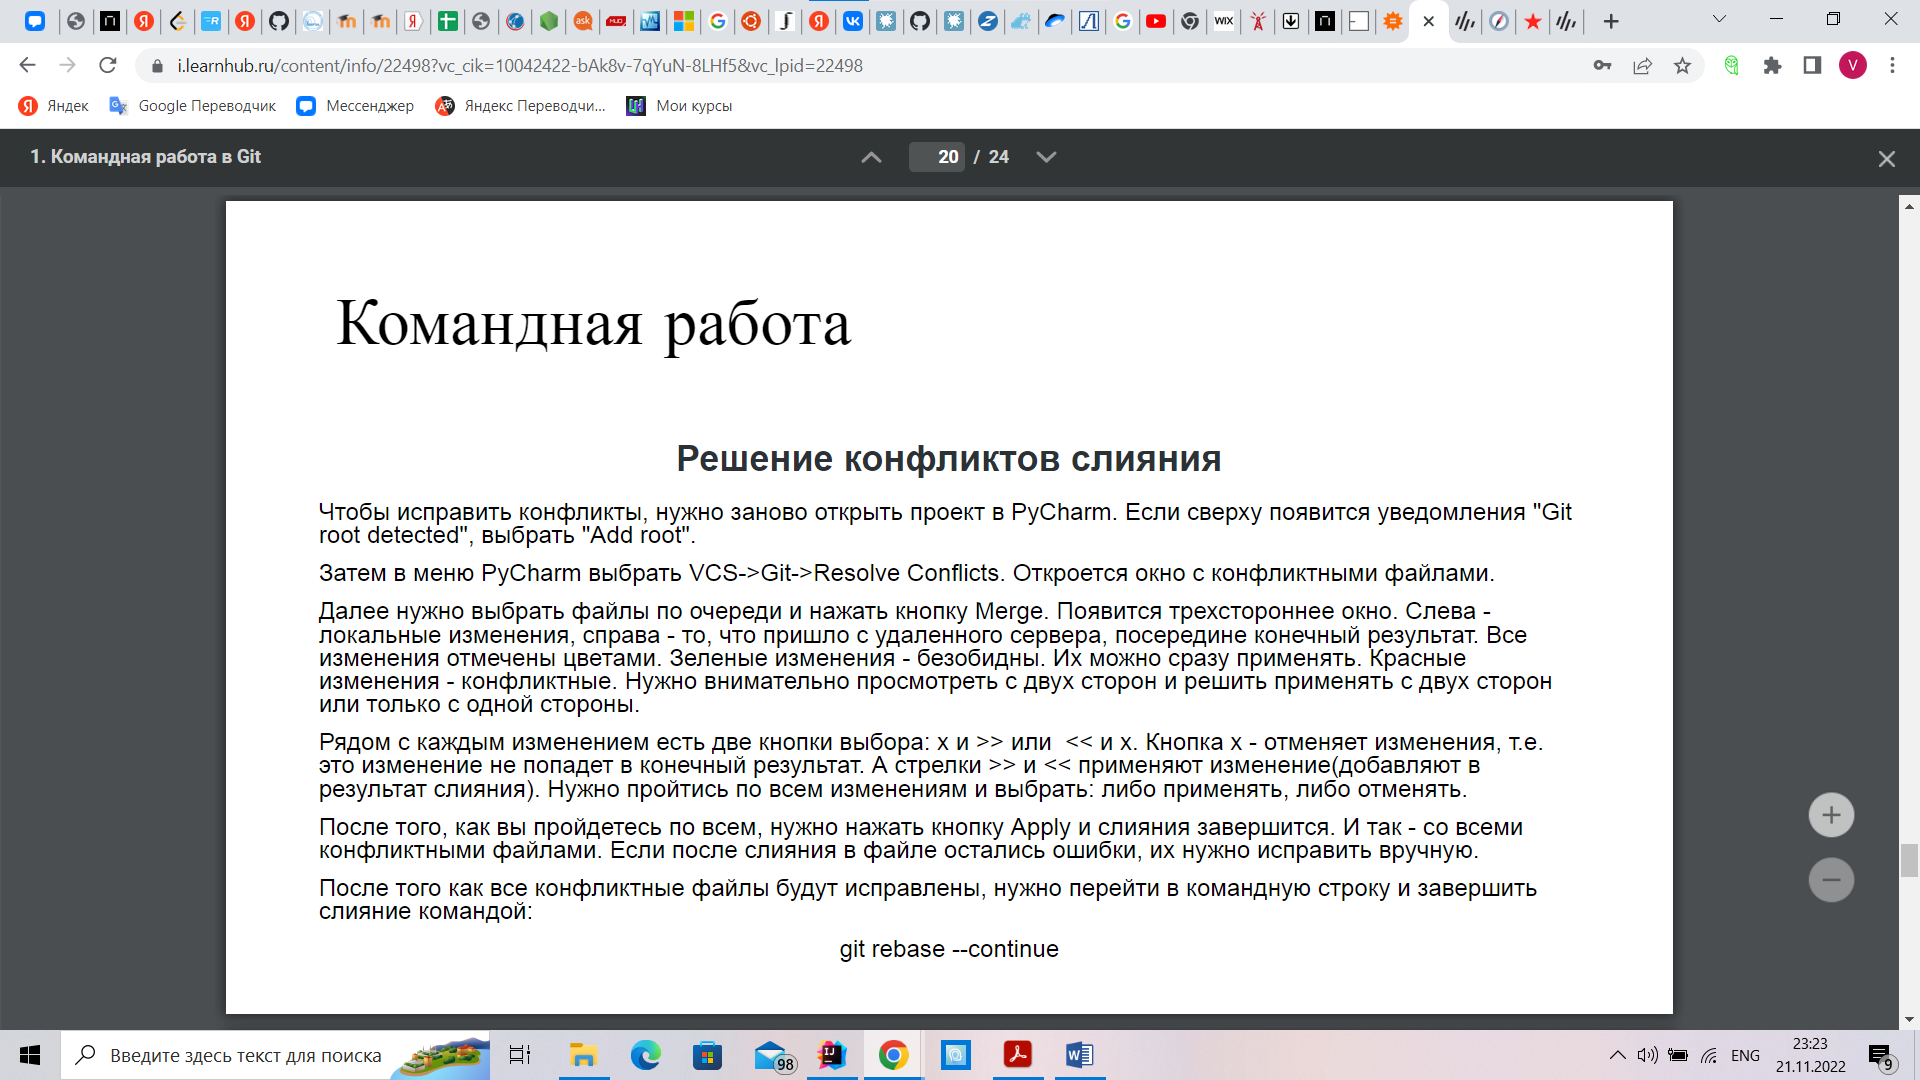 i.learnhub.ru/content/info/22498?vc_cik=10042422-bAk8v-7qYuN-8LHf5&vc_lpid=22498
V
Яндек
Google Переводчик
Мессенджер
Яндекс Переводчи...
Мои курсы
1. Командная работа в Git
20 / 24
Командная работа
Решение конфликтов слияния
Чтобы исправить конфликты, нужно заново открыть проект в PyCharm. Если сверху появится уведомления "Git
root detected", выбрать "Add root".
Затем в меню PyCharm выбрать VCS->Git->Resolve Conflicts. Откроется окно с конфликтными файлами.
Далее нужно выбрать файлы по очереди и нажать кнопку Merge. Появится трехстороннее окно. Слева -
локальные изменения, справа - то, что пришло с удаленного сервера, посередине конечный результат. Все
изменения отмечены цветами. Зеленые изменения - безобидны. Их можно сразу применять. Красные
изменения - конфликтные. Нужно внимательно просмотреть с двух сторон и решить применять с двух сторон
или только с одной стороны.
Рядом с каждым изменением есть две кнопки выбора: x и >> или  << и x. Кнопка x - отменяет изменения, т.е.
это изменение не попадет в конечный результат. А стрелки >> и << применяют изменение(добавляют в
результат слияния). Нужно пройтись по всем изменениям и выбрать: либо применять, либо отменять.
После того, как вы пройдетесь по всем, нужно нажать кнопку Apply и слияния завершится. И так - со всеми
конфликтными файлами. Если после слияния в файле остались ошибки, их нужно исправить вручную.
После того как все конфликтные файлы будут исправлены, нужно перейти в командную строку и завершить
слияние командой:
git rebase --continue
Введите здесь текст для поиска
98
ENG
23:23
21.11.2022
9